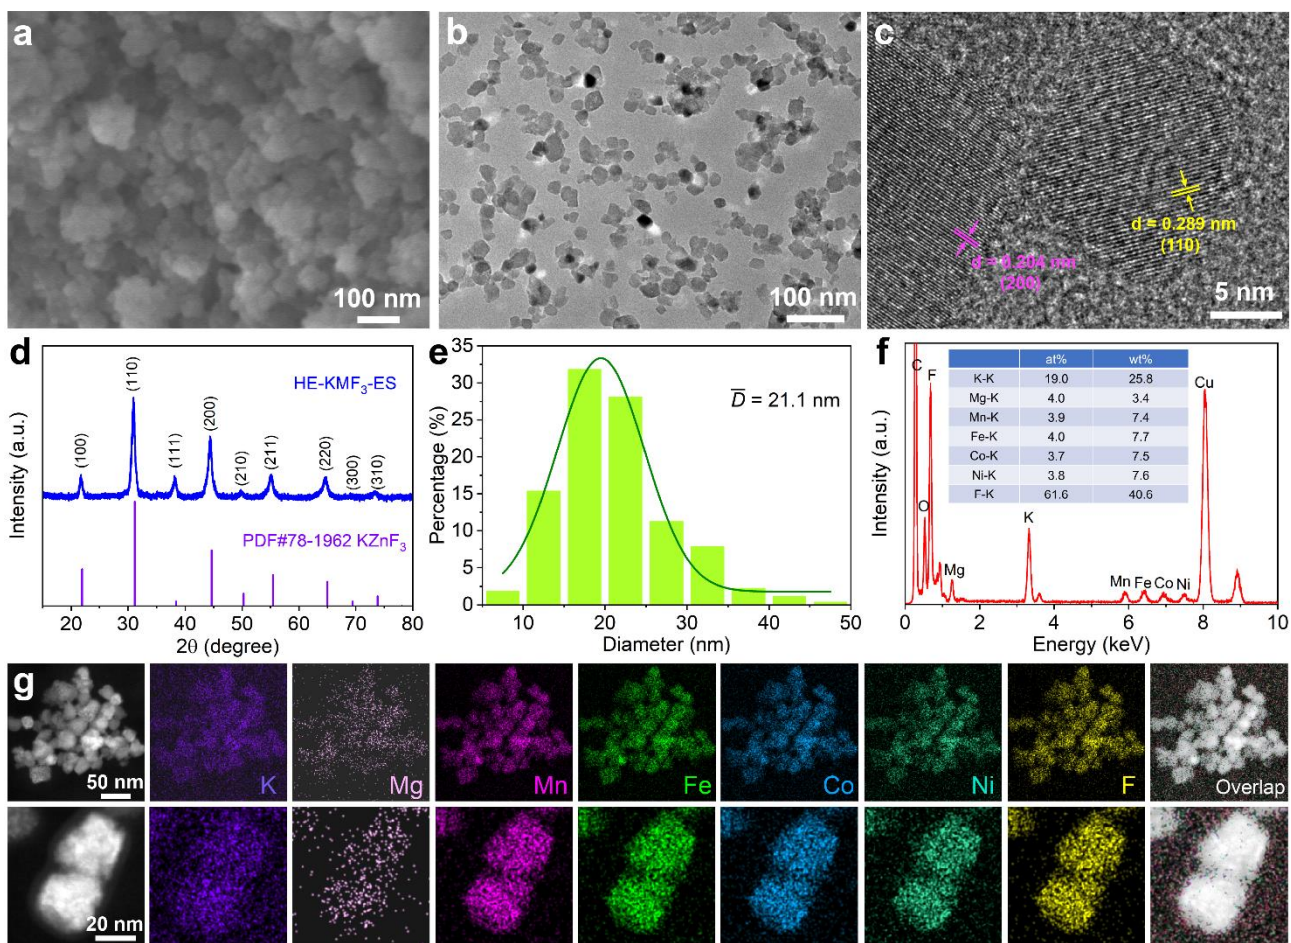 a
100 nm
b
100 nm
c
d = 0.204 nm
(200)
d = 0.289 nm
(110)
5 nm
d
Intensity (a.u.)
HE-KMF₃-ES
(100)
(110)
(111)
(200)
(210)
(211)
(220)
(300)
(310)
PDF#78-1962 KZnF₃
20 30 40 50 60 70 80
2θ (degree)
e
Percentage (%)
35
30
25
20
15
10
5
0
D̅ = 21.1 nm
10 20 30 40 50
Diameter (nm)
f
Intensity (a.u.)
at% wt%
K-K 19.0 25.8
Mg-K 4.0 3.4
Mn-K 3.9 7.4
Fe-K 4.0 7.7
Co-K 3.7 7.5
Ni-K 3.8 7.6
F-K 61.6 40.6
C
F
O
Mg
K
Mn
Fe
Co
Ni
Cu
0 2 4 6 8 10
Energy (keV)
g
50 nm
K
Mg
Mn
Fe
Co
Ni
F
Overlap
20 nm